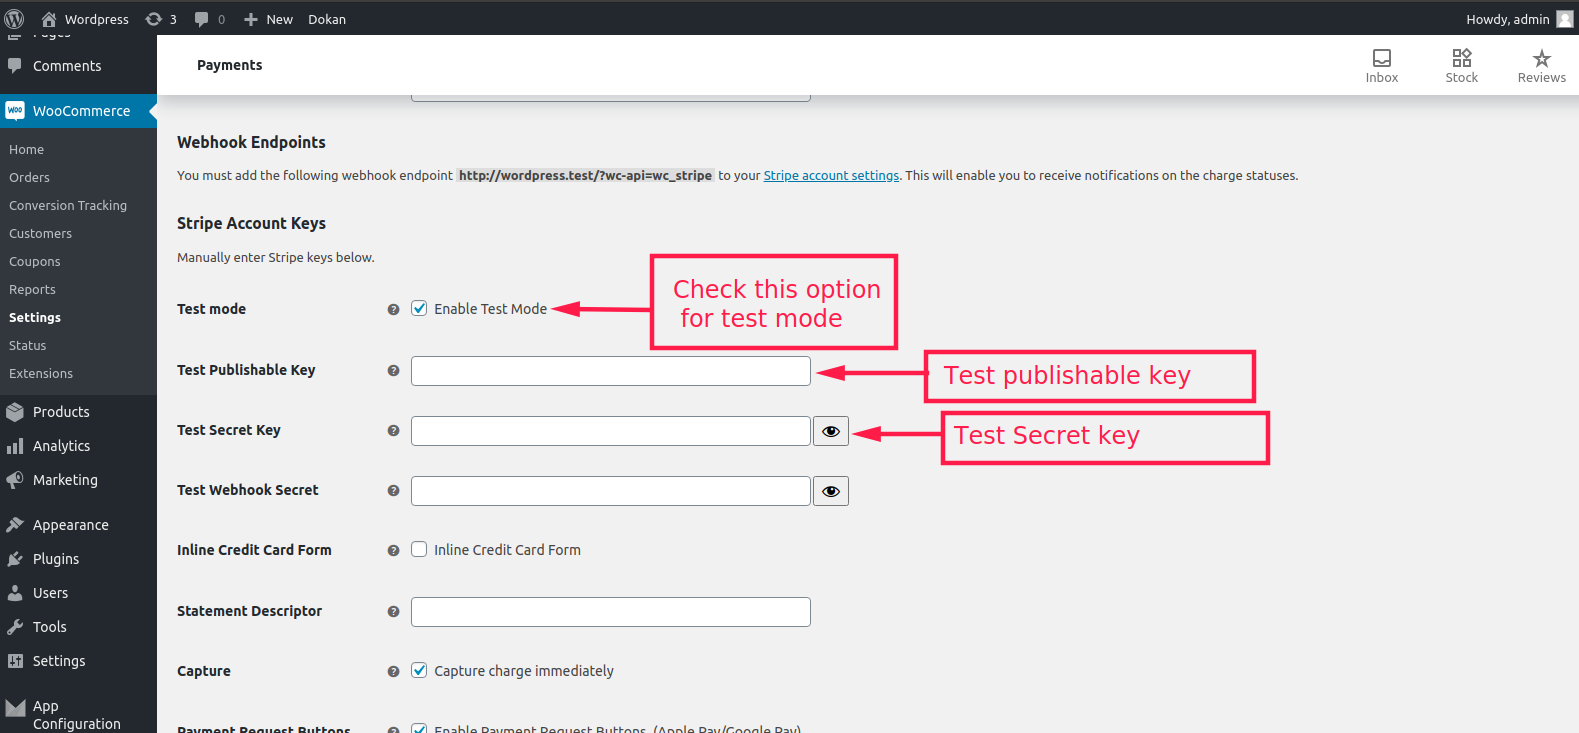 Wordpress 3 0 New Dokan Howdy, admin
Pages
Comments
WOO WooCommerce
Home
Orders
Conversion Tracking
Customers
Coupons
Reports
Settings
Status
Extensions
Products
Analytics
Marketing
Appearance
Plugins
Users
Tools
Settings
App
Configuration
Payments
Inbox Stock Reviews
Webhook Endpoints
You must add the following webhook endpoint http://wordpress.test/?wc-api=wc_stripe to your Stripe account settings. This will enable you to receive notifications on the charge statuses.
Stripe Account Keys
Manually enter Stripe keys below.
Test mode ? Enable Test Mode
Check this option
for test mode
Test Publishable Key ?
Test publishable key
Test Secret Key ?
Test Secret key
Test Webhook Secret ?
Inline Credit Card Form ? Inline Credit Card Form
Statement Descriptor ?
Capture ? Capture charge immediately
Payment Request Buttons ? Enable Payment Request Buttons. (Apple Pay/Google Pay)